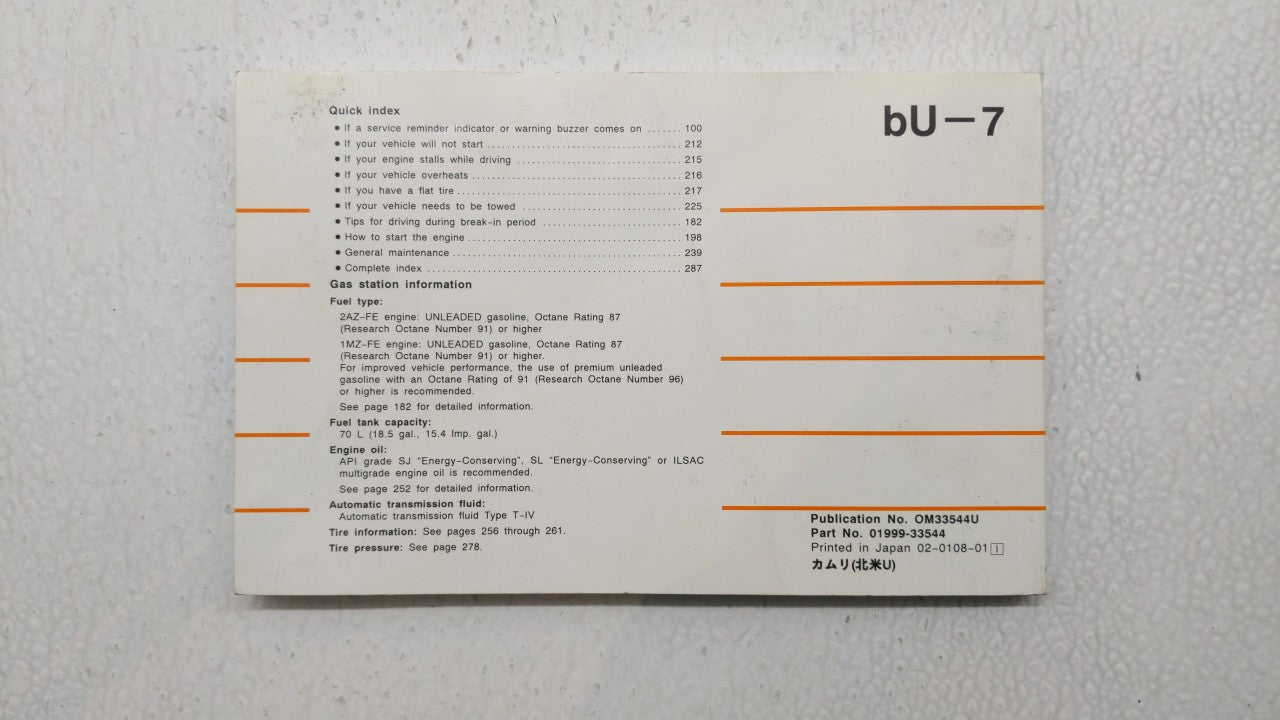 Quick index
● If a service reminder indicator or warning buzzer comes on ....... 100
● If your vehicle will not start ........................................ 212
● If your engine stalls while driving .................................. 215
● If your vehicle overheats ........................................... 216
● If you have a flat tire .............................................. 217
● If your vehicle needs to be towed ................................. 225
● Tips for driving during break-in period ............................ 182
● How to start the engine ............................................ 198
● General maintenance ............................................... 239
● Complete index .................................................... 287
Gas station information
Fuel type:
2AZ-FE engine: UNLEADED gasoline, Octane Rating 87
(Research Octane Number 91) or higher
1MZ-FE engine: UNLEADED gasoline, Octane Rating 87
(Research Octane Number 91) or higher.
For improved vehicle performance, the use of premium unleaded
gasoline with an Octane Rating of 91 (Research Octane Number 96)
or higher is recommended.
See page 182 for detailed information.
Fuel tank capacity:
70 L (18.5 gal., 15.4 Imp. gal.)
Engine oil:
API grade SJ "Energy-Conserving", SL "Energy-Conserving" or ILSAC
multigrade engine oil is recommended.
See page 252 for detailed information.
Automatic transmission fluid:
Automatic transmission fluid Type T-IV
Tire information: See pages 256 through 261.
Tire pressure: See page 278.
bU-7
Publication No. OM33544U
Part No. 01999-33544
Printed in Japan 02-0108-01 I
カムリ(北米U)